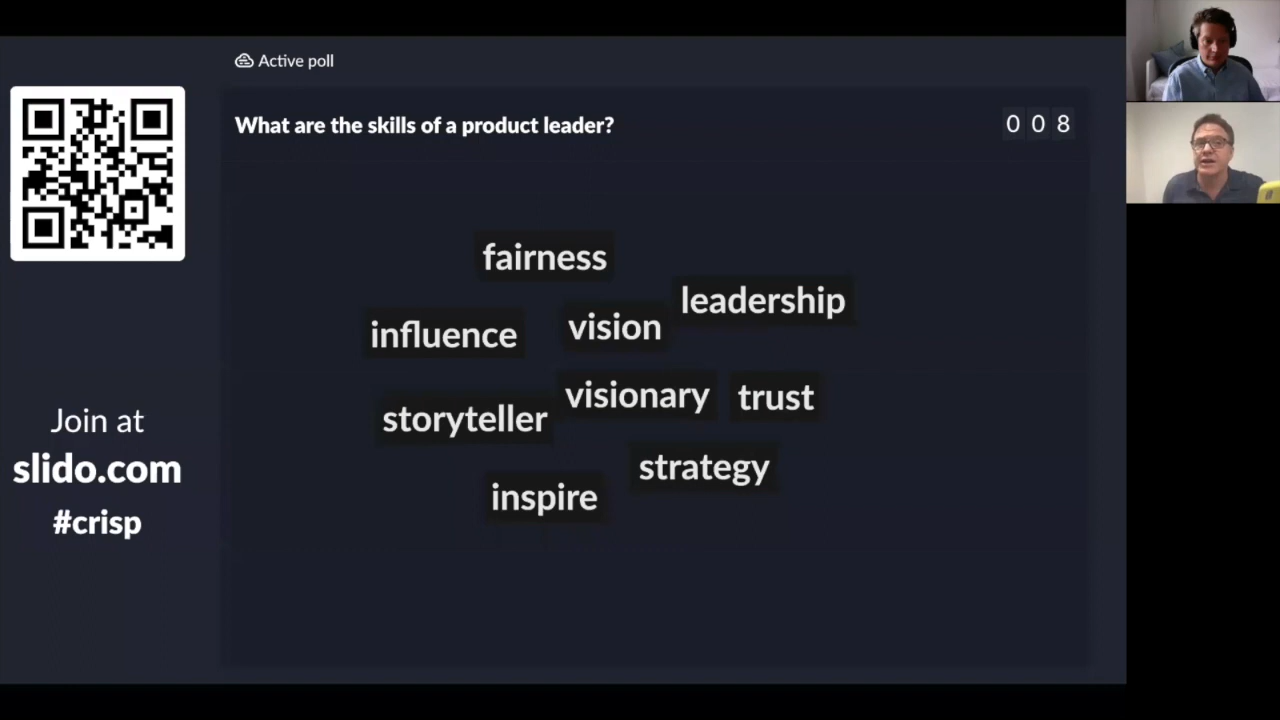 Active poll
What are the skills of a product leader?
0 0 8
fairness
leadership
influence
vision
visionary
trust
storyteller
strategy
inspire
Join at
slido.com
#crisp